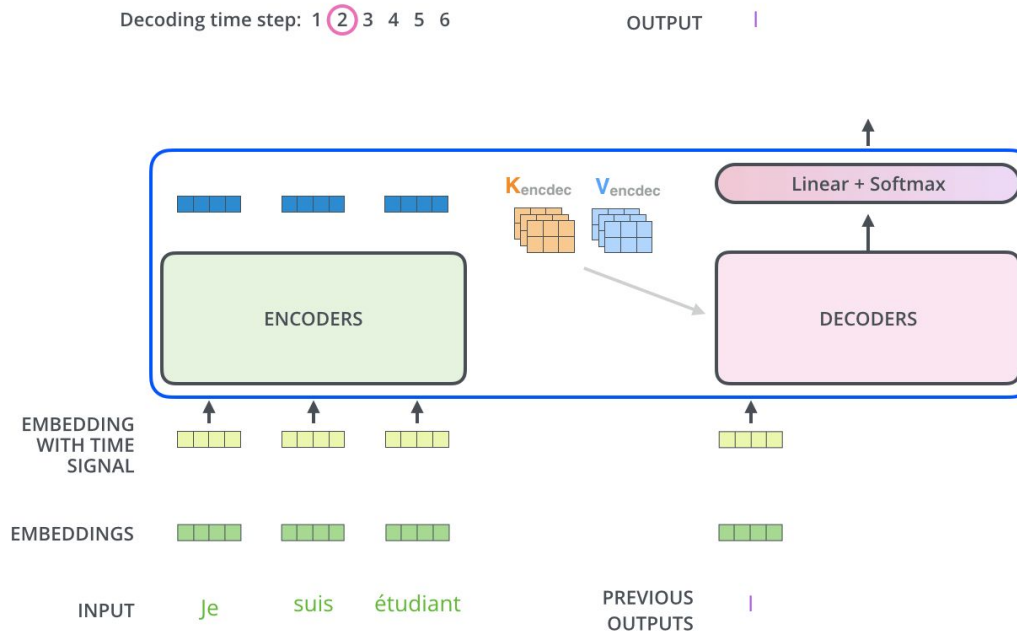 Decoding time step: 1 2 3 4 5 6
OUTPUT I
Kencdec Vencdec
Linear + Softmax
ENCODERS
DECODERS
EMBEDDING
WITH TIME
SIGNAL
EMBEDDINGS
INPUT Je suis étudiant
PREVIOUS
OUTPUTS
I